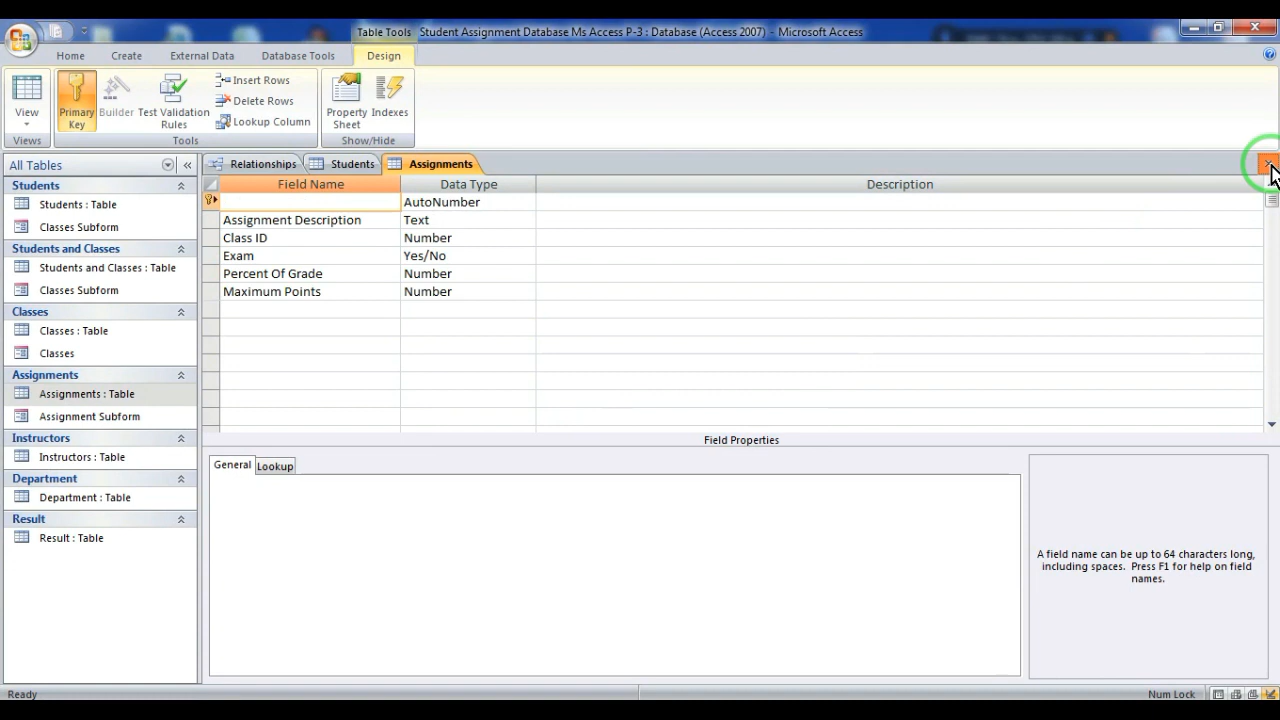 Table Tools Student Assignment Database Ms Access P-3 : Database (Access 2007) - Microsoft Access
Home Create External Data Database Tools Design
View
Primary Key
Builder
Test Validation Rules
Insert Rows
Delete Rows
Lookup Column
Property Sheet
Indexes
Views Tools Show/Hide
All Tables
Students
Students : Table
Classes Subform
Students and Classes
Students and Classes : Table
Classes Subform
Classes
Classes : Table
Classes
Assignments
Assignments : Table
Assignment Subform
Instructors
Instructors : Table
Department
Department : Table
Result
Result : Table
Relationships Students Assignments
Field Name Data Type Description
AutoNumber
Assignment Description Text
Class ID Number
Exam Yes/No
Percent Of Grade Number
Maximum Points Number
Field Properties
General Lookup
A field name can be up to 64 characters long,
including spaces. Press F1 for help on field
names.
Ready Num Lock